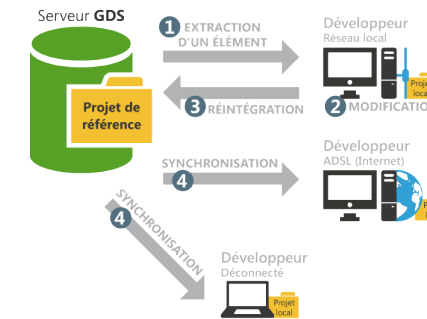 Serveur GDS
Projet de
référence
1 EXTRACTION
D'UN ÉLÉMENT
3 RÉINTÉGRATION
Développeur
Réseau local
Projet
local
2 MODIFICATIO
SYNCHRONISATION
4
Développeur
ADSL (Internet)
P
SYNCHRONISATION
4
Développeur
Déconnecté
Projet
local